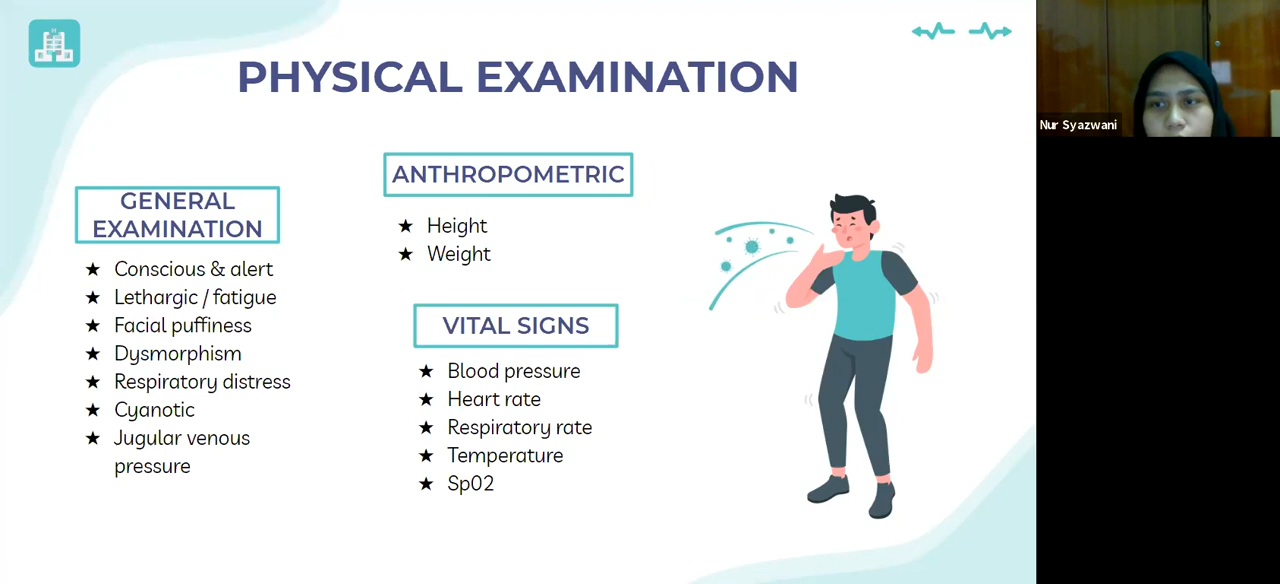 PHYSICAL EXAMINATION
GENERAL
EXAMINATION
★ Conscious & alert
★ Lethargic / fatigue
★ Facial puffiness
★ Dysmorphism
★ Respiratory distress
★ Cyanotic
★ Jugular venous
pressure
ANTHROPOMETRIC
★ Height
★ Weight
VITAL SIGNS
★ Blood pressure
★ Heart rate
★ Respiratory rate
★ Temperature
★ Sp02
Nur Syazwani